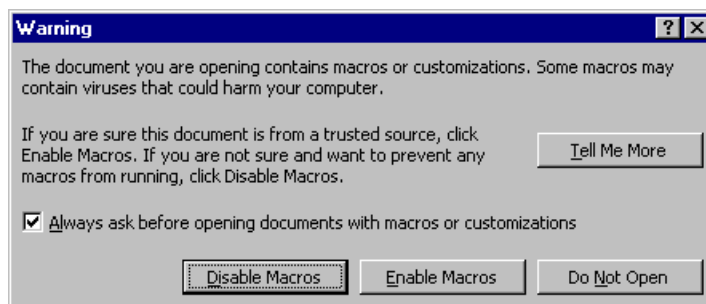 Warning
The document you are opening contains macros or customizations. Some macros may
contain viruses that could harm your computer.
If you are sure this document is from a trusted source, click
Enable Macros. If you are not sure and want to prevent any
macros from running, click Disable Macros.
Tell Me More
Always ask before opening documents with macros or customizations
Disable Macros
Enable Macros
Do Not Open